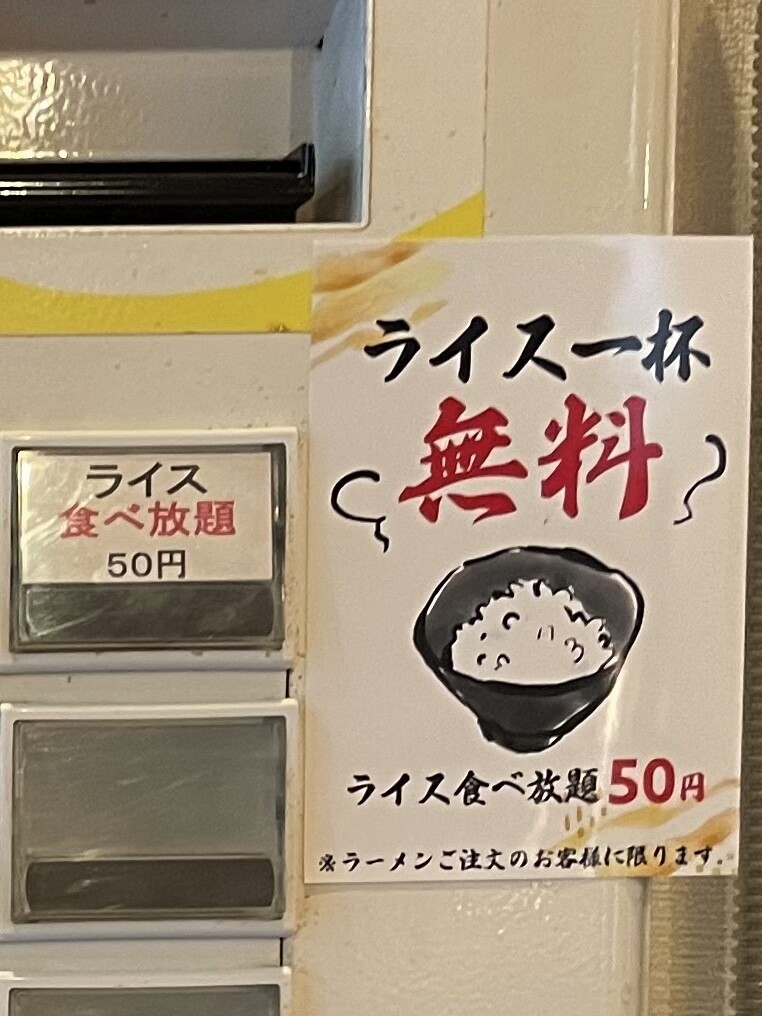 ライス
食べ放題
50円
ライス一杯
無料
ライス食べ放題50円
※ラーメンご注文のお客様に限ります。